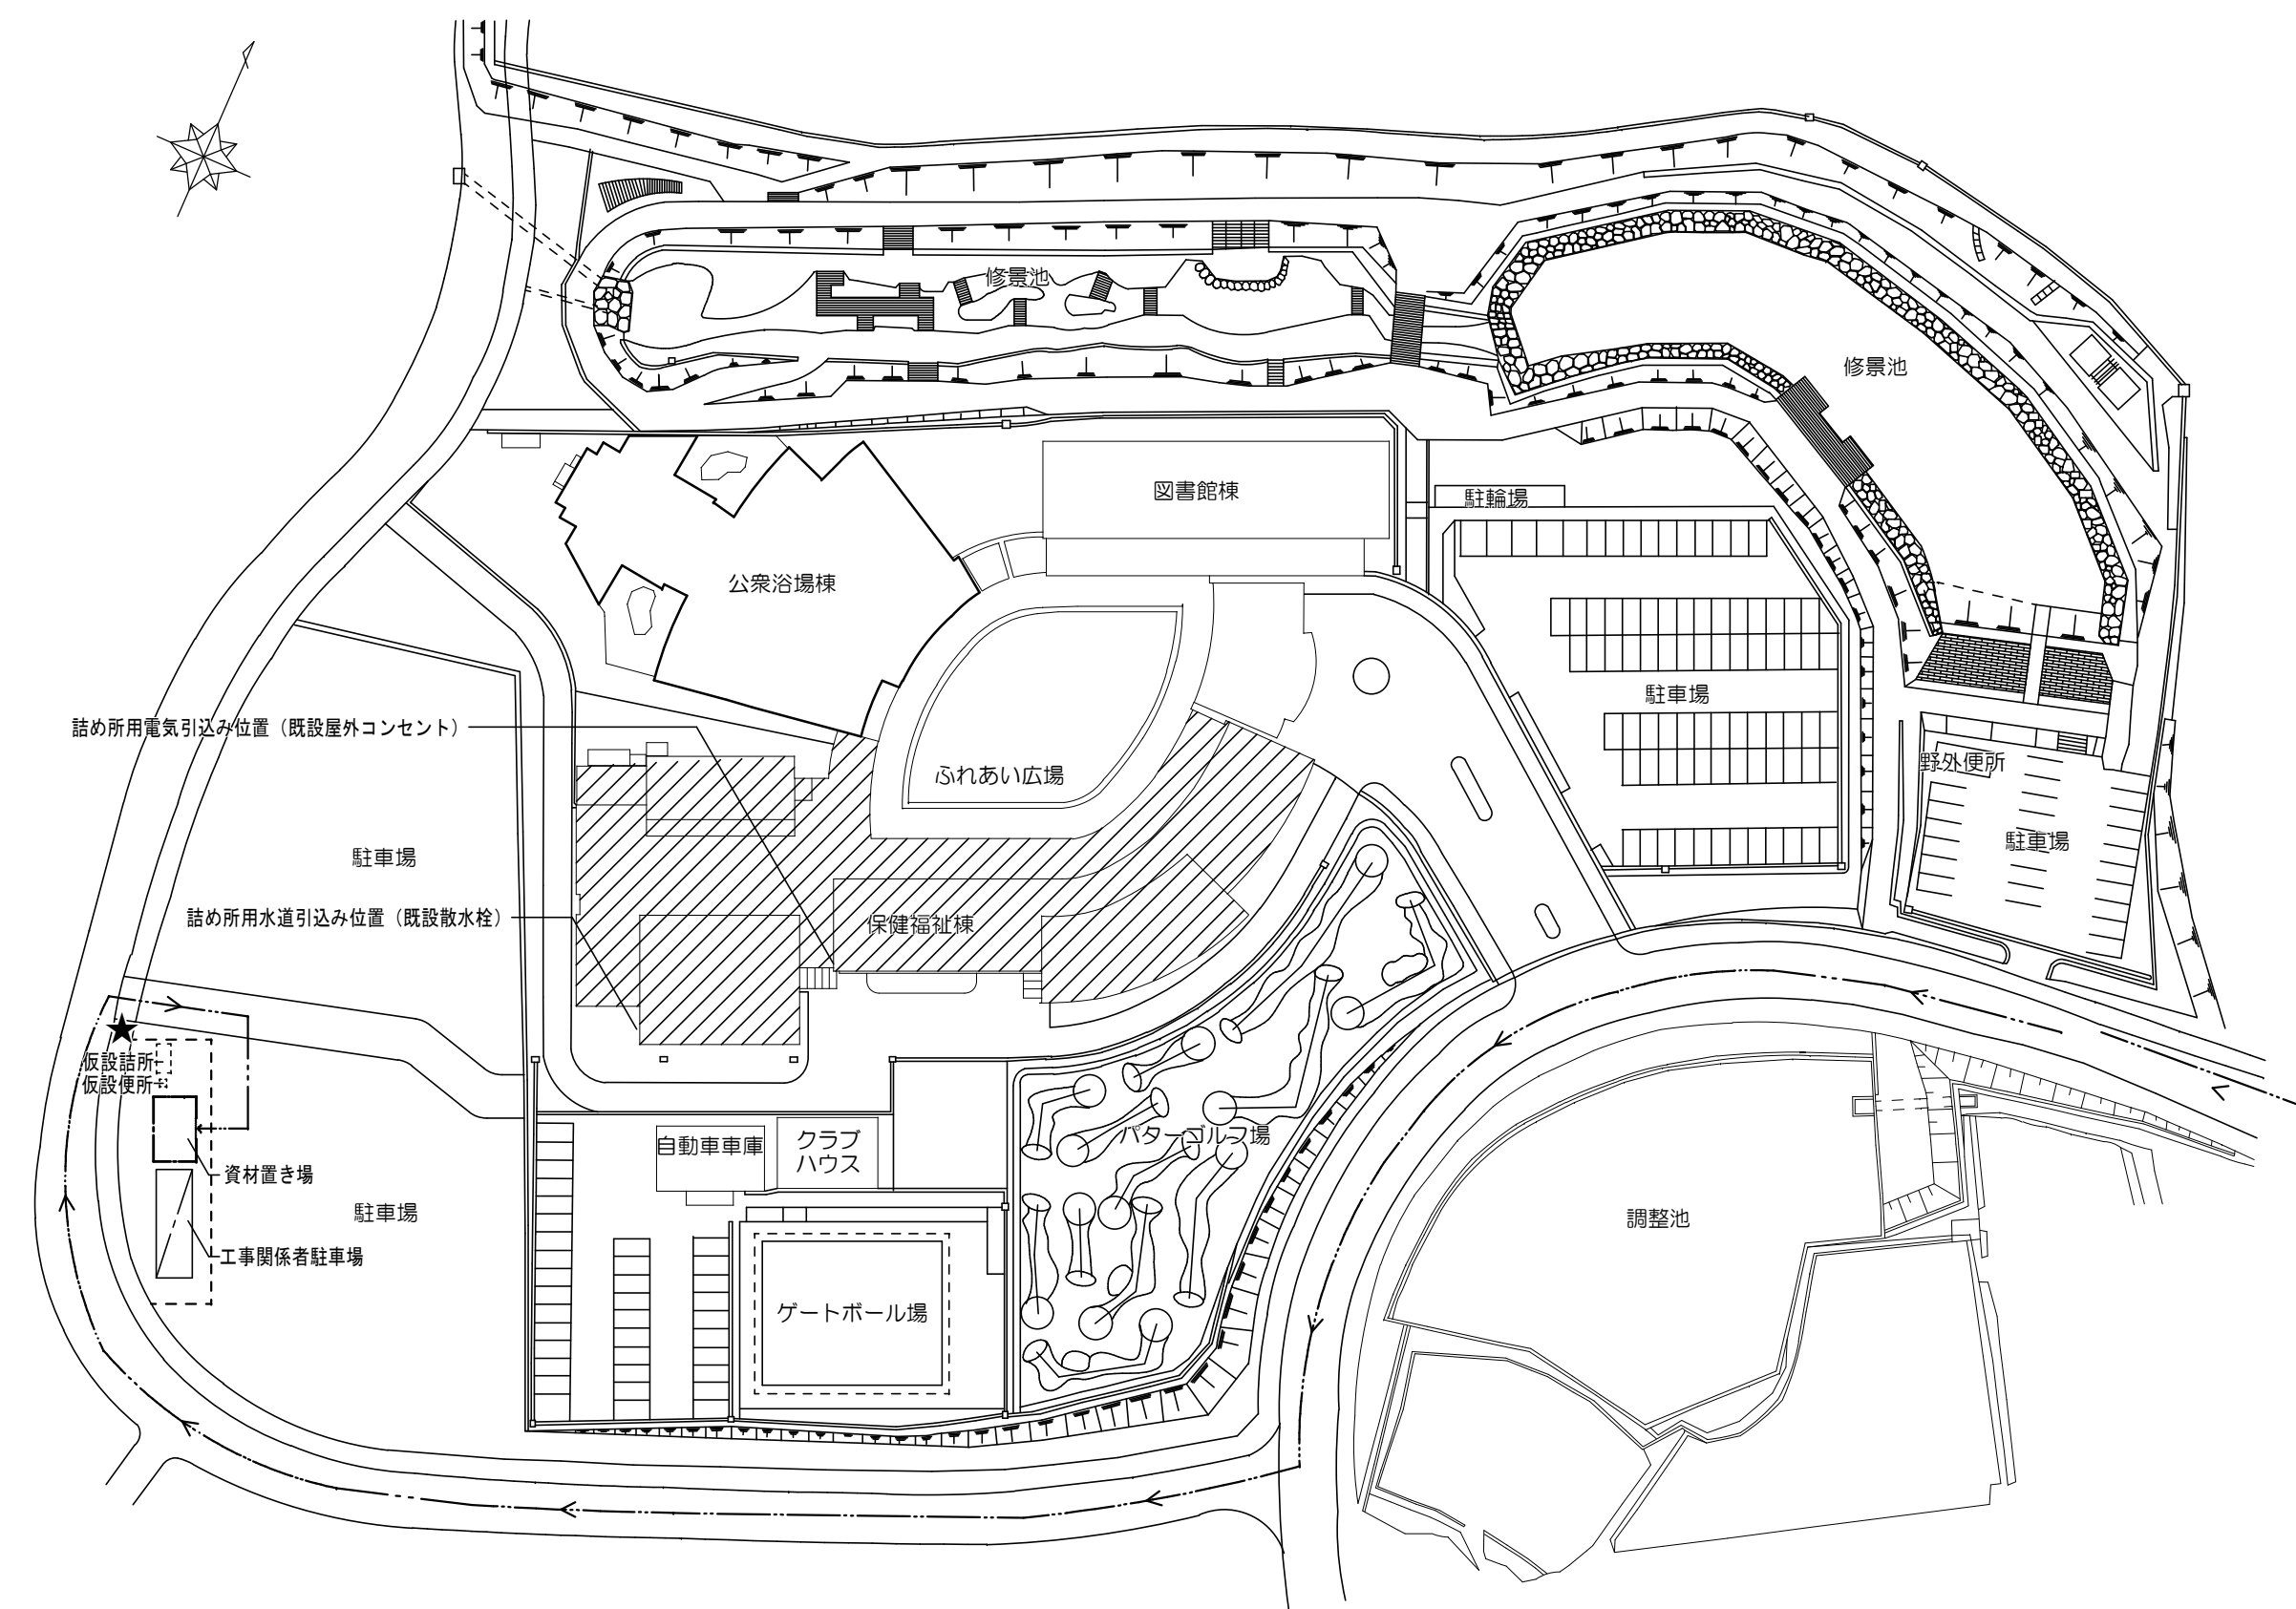 修景池
修景池
図書館棟
駐輪場
公衆浴場棟
駐車場
詰め所用電気引込み位置（既設屋外コンセント）
ふれあい広場
野外便所
駐車場
駐車場
詰め所用水道引込み位置（既設散水栓）
保健福祉棟
仮設詰所
仮設便所
パターゴルフ場
自動車車庫
クラブ
ハウス
資材置き場
駐車場
調整池
工事関係者駐車場
ゲートボール場